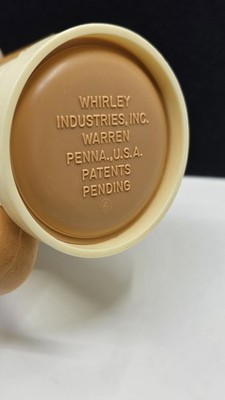 WHIRLEY
INDUSTRIES, INC.
WARREN
PENNA., U.S.A.
PATENTS
PENDING